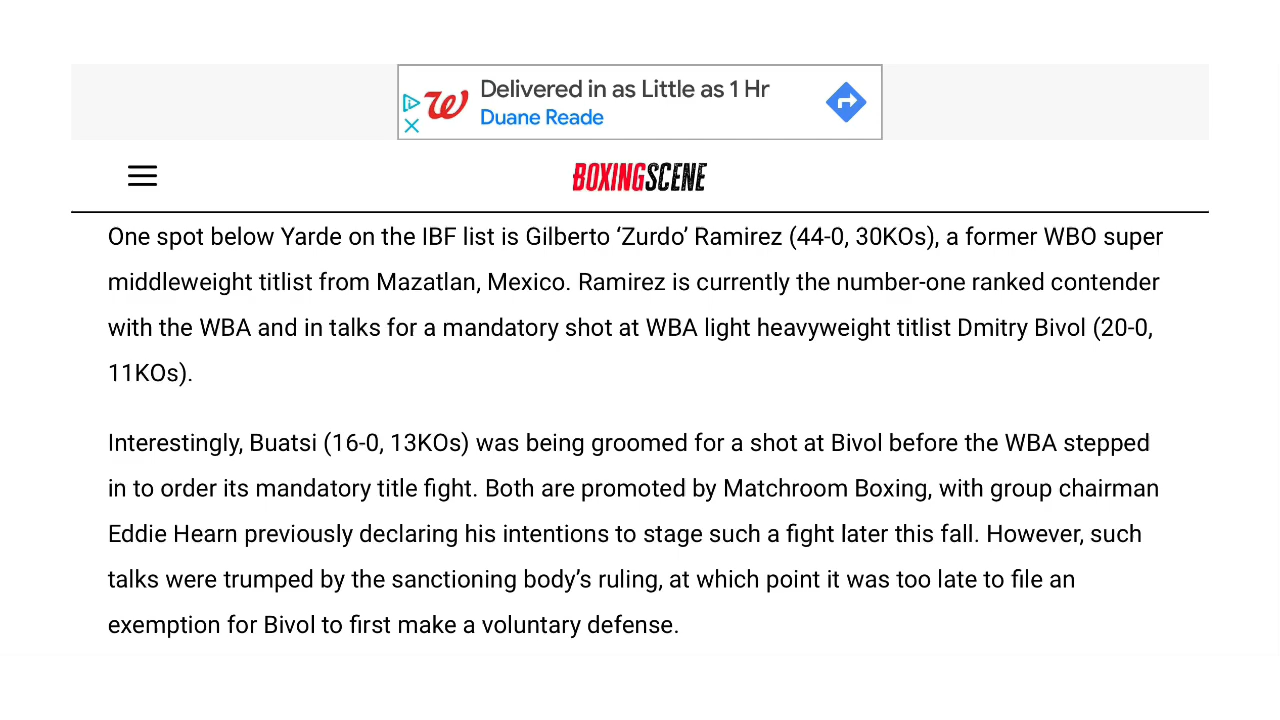 Delivered in as Little as 1 Hr
Duane Reade
BOXINGSCENE
One spot below Yarde on the IBF list is Gilberto ‘Zurdo’ Ramirez (44-0, 30KOs), a former WBO super
middleweight titlist from Mazatlan, Mexico. Ramirez is currently the number-one ranked contender
with the WBA and in talks for a mandatory shot at WBA light heavyweight titlist Dmitry Bivol (20-0,
11KOs).
Interestingly, Buatsi (16-0, 13KOs) was being groomed for a shot at Bivol before the WBA stepped
in to order its mandatory title fight. Both are promoted by Matchroom Boxing, with group chairman
Eddie Hearn previously declaring his intentions to stage such a fight later this fall. However, such
talks were trumped by the sanctioning body’s ruling, at which point it was too late to file an
exemption for Bivol to first make a voluntary defense.